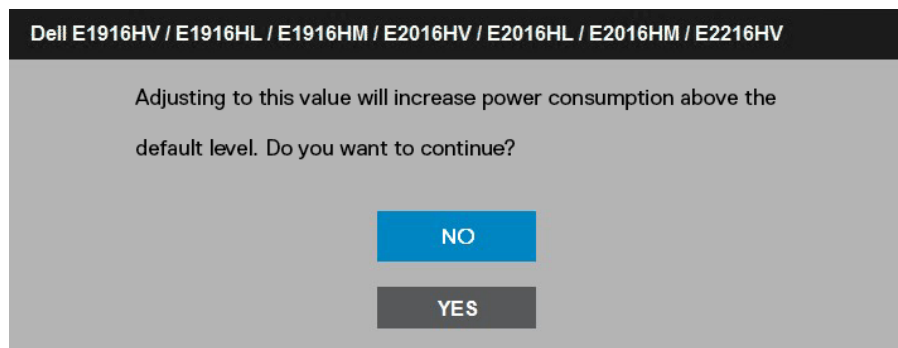 Dell E1916HV / E1916HL / E1916HM / E2016HV / E2016HL / E2016HM / E2216HV
Adjusting to this value will increase power consumption above the
default level. Do you want to continue?
NO
YES